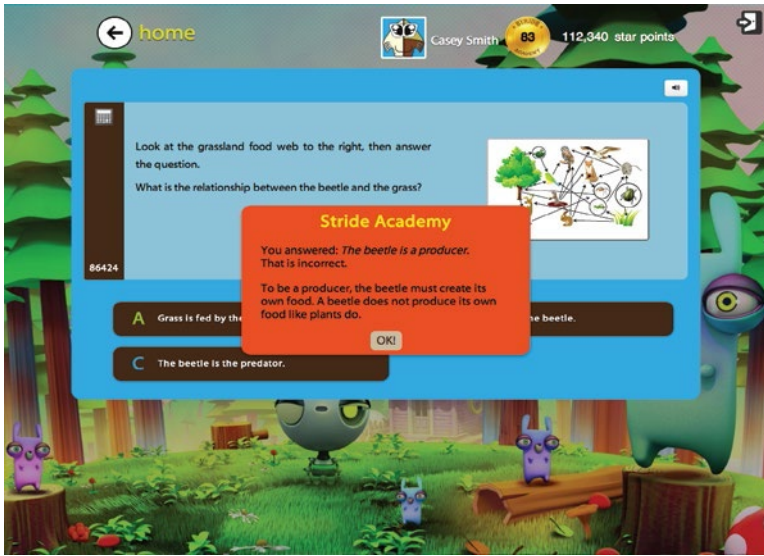 home
Casey Smith
STRIDE
83
ACADEMY
112,340 star points
Look at the grassland food web to the right, then answer
the question.
What is the relationship between the beetle and the grass?
86424
Stride Academy
You answered: The beetle is a producer.
That is incorrect.
To be a producer, the beetle must create its
own food. A beetle does not produce its own
food like plants do.
OK!
A Grass is fed by the
beetle.
C The beetle is the predator.